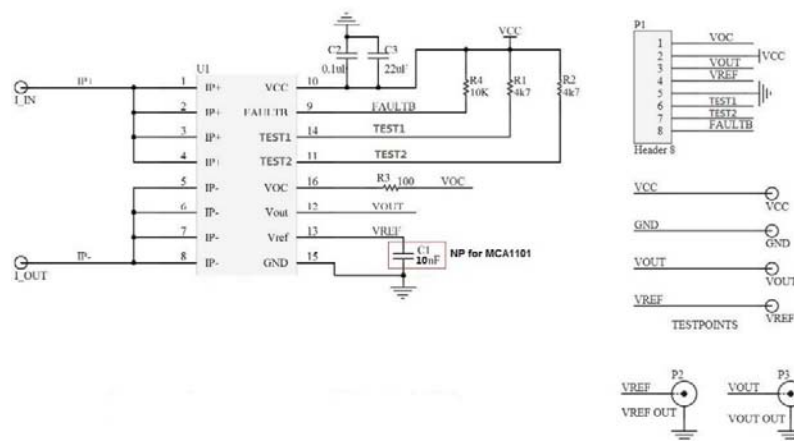 U1
I_IN
IP+
1 IP+ VCC 10
2 IP+ FAULTB 9 FAULTB
3 IP+ TEST1 14 TEST1
4 IP+ TEST2 11 TEST2
5 IP- VOC 16 R3 100 VOC
6 IP- Vout 12 VOUT
7 IP- Vref 13 VREF
8 IP- GND 15
IP-
I_OUT
C2
0.1uF
C3
22uF
VCC
R4
10K
R1
4k7
R2
4k7
C1
10nF
NP for MCA1101
P1
1 VOC
2 VCC
3 VOUT
4 VREF
5
6 TEST1
7 TEST2
8 FAULTB
Header 8
VCC VCC
GND GND
VOUT VOUT
VREF VREF
TESTPOINTS
P2
VREF
VREF OUT
P3
VOUT
VOUT OUT